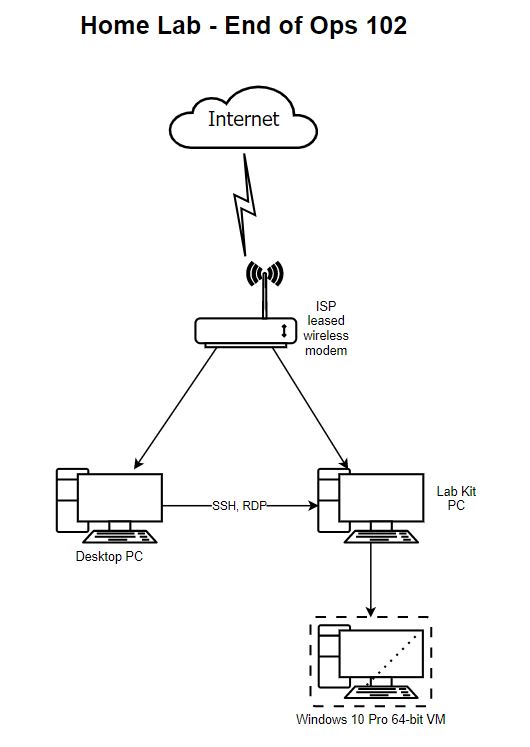 Home Lab - End of Ops 102
Internet
ISP
leased
wireless
modem
SSH, RDP
Lab Kit
PC
Desktop PC
Windows 10 Pro 64-bit VM